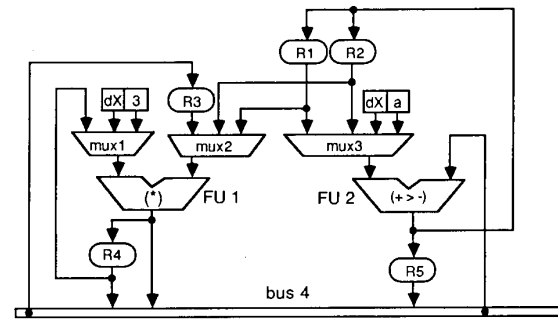 R1 R2
dX 3 R3 dX a
mux1 mux2 mux3
(*) FU 1 FU 2 (+ > -)
R4
R5
bus 4